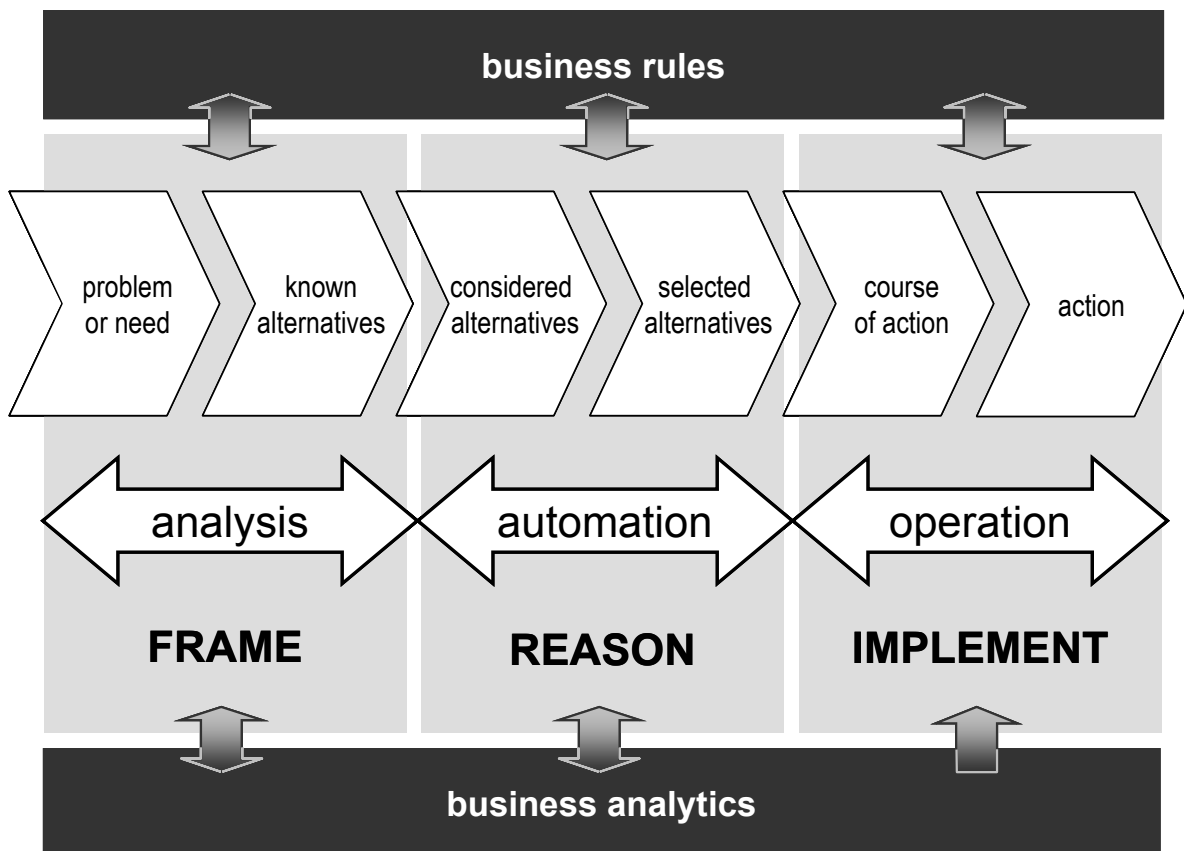 business rules
problem
or need
known
alternatives
considered
alternatives
selected
alternatives
course
of action
action
analysis
automation
operation
FRAME
REASON
IMPLEMENT
business analytics